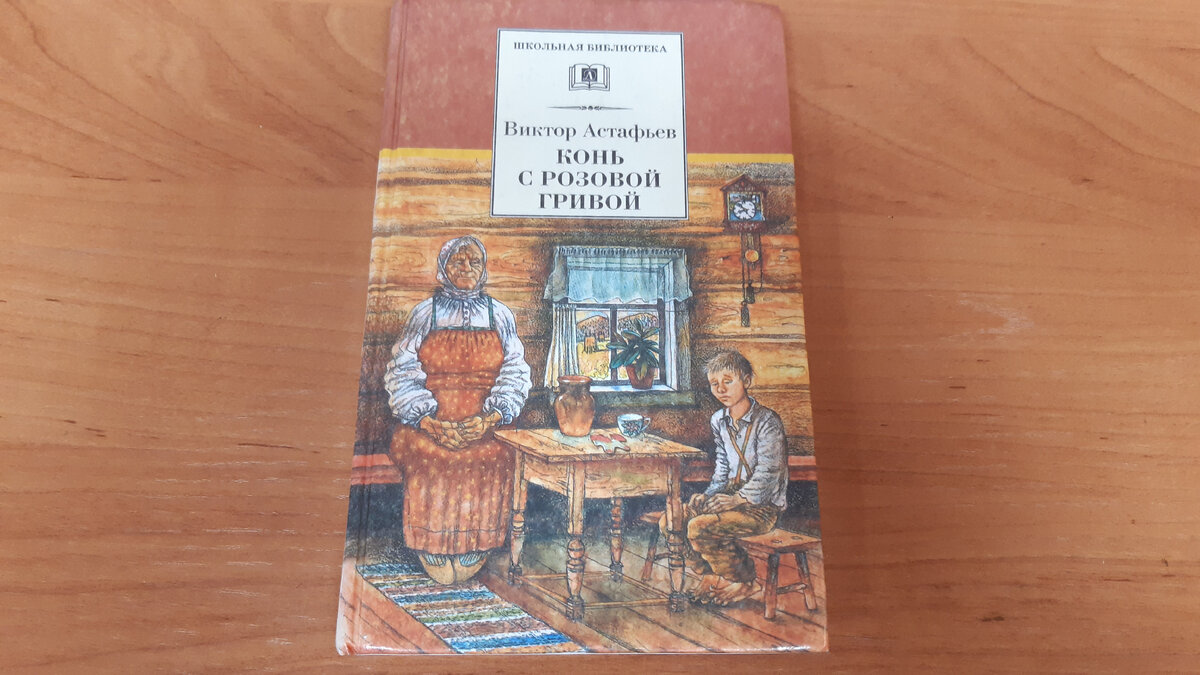 ШКОЛЬНАЯ БИБЛИОТЕКА
Виктор Астафьев
КОНЬ
С РОЗОВОЙ
ГРИВОЙ